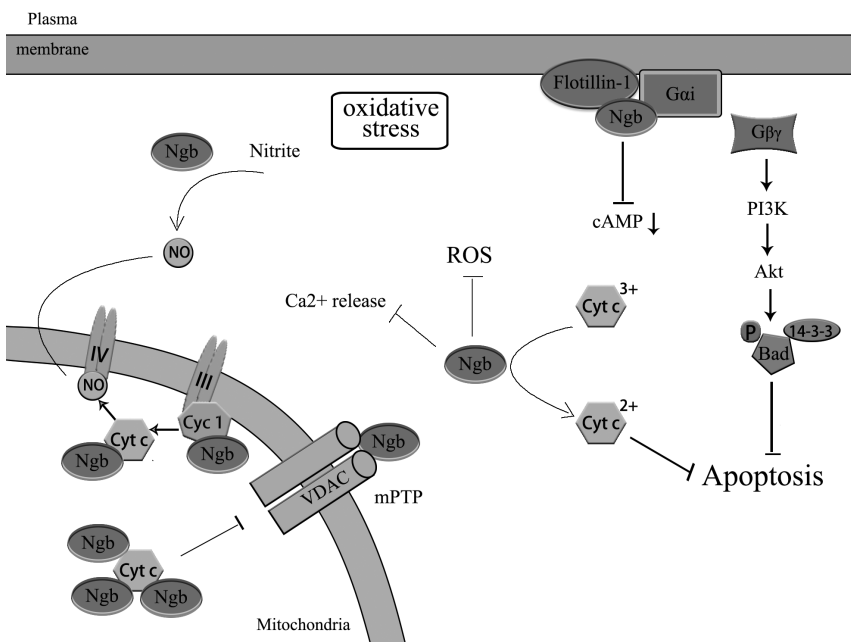 Plasma
membrane
Flotillin-1
Gαi
Ngb
oxidative
stress
Gβγ
Ngb
Nitrite
PI3K
cAMP
NO
ROS
Akt
3+
Cyt c
Ca2+ release
P
14-3-3
Bad
IV
Ngb
III
NO
2+
Cyt c
Cyc 1
Cyt c
Ngb
Ngb
Ngb
Apoptosis
VDAC
mPTP
Ngb
Cyt c
Ngb
Ngb
Mitochondria